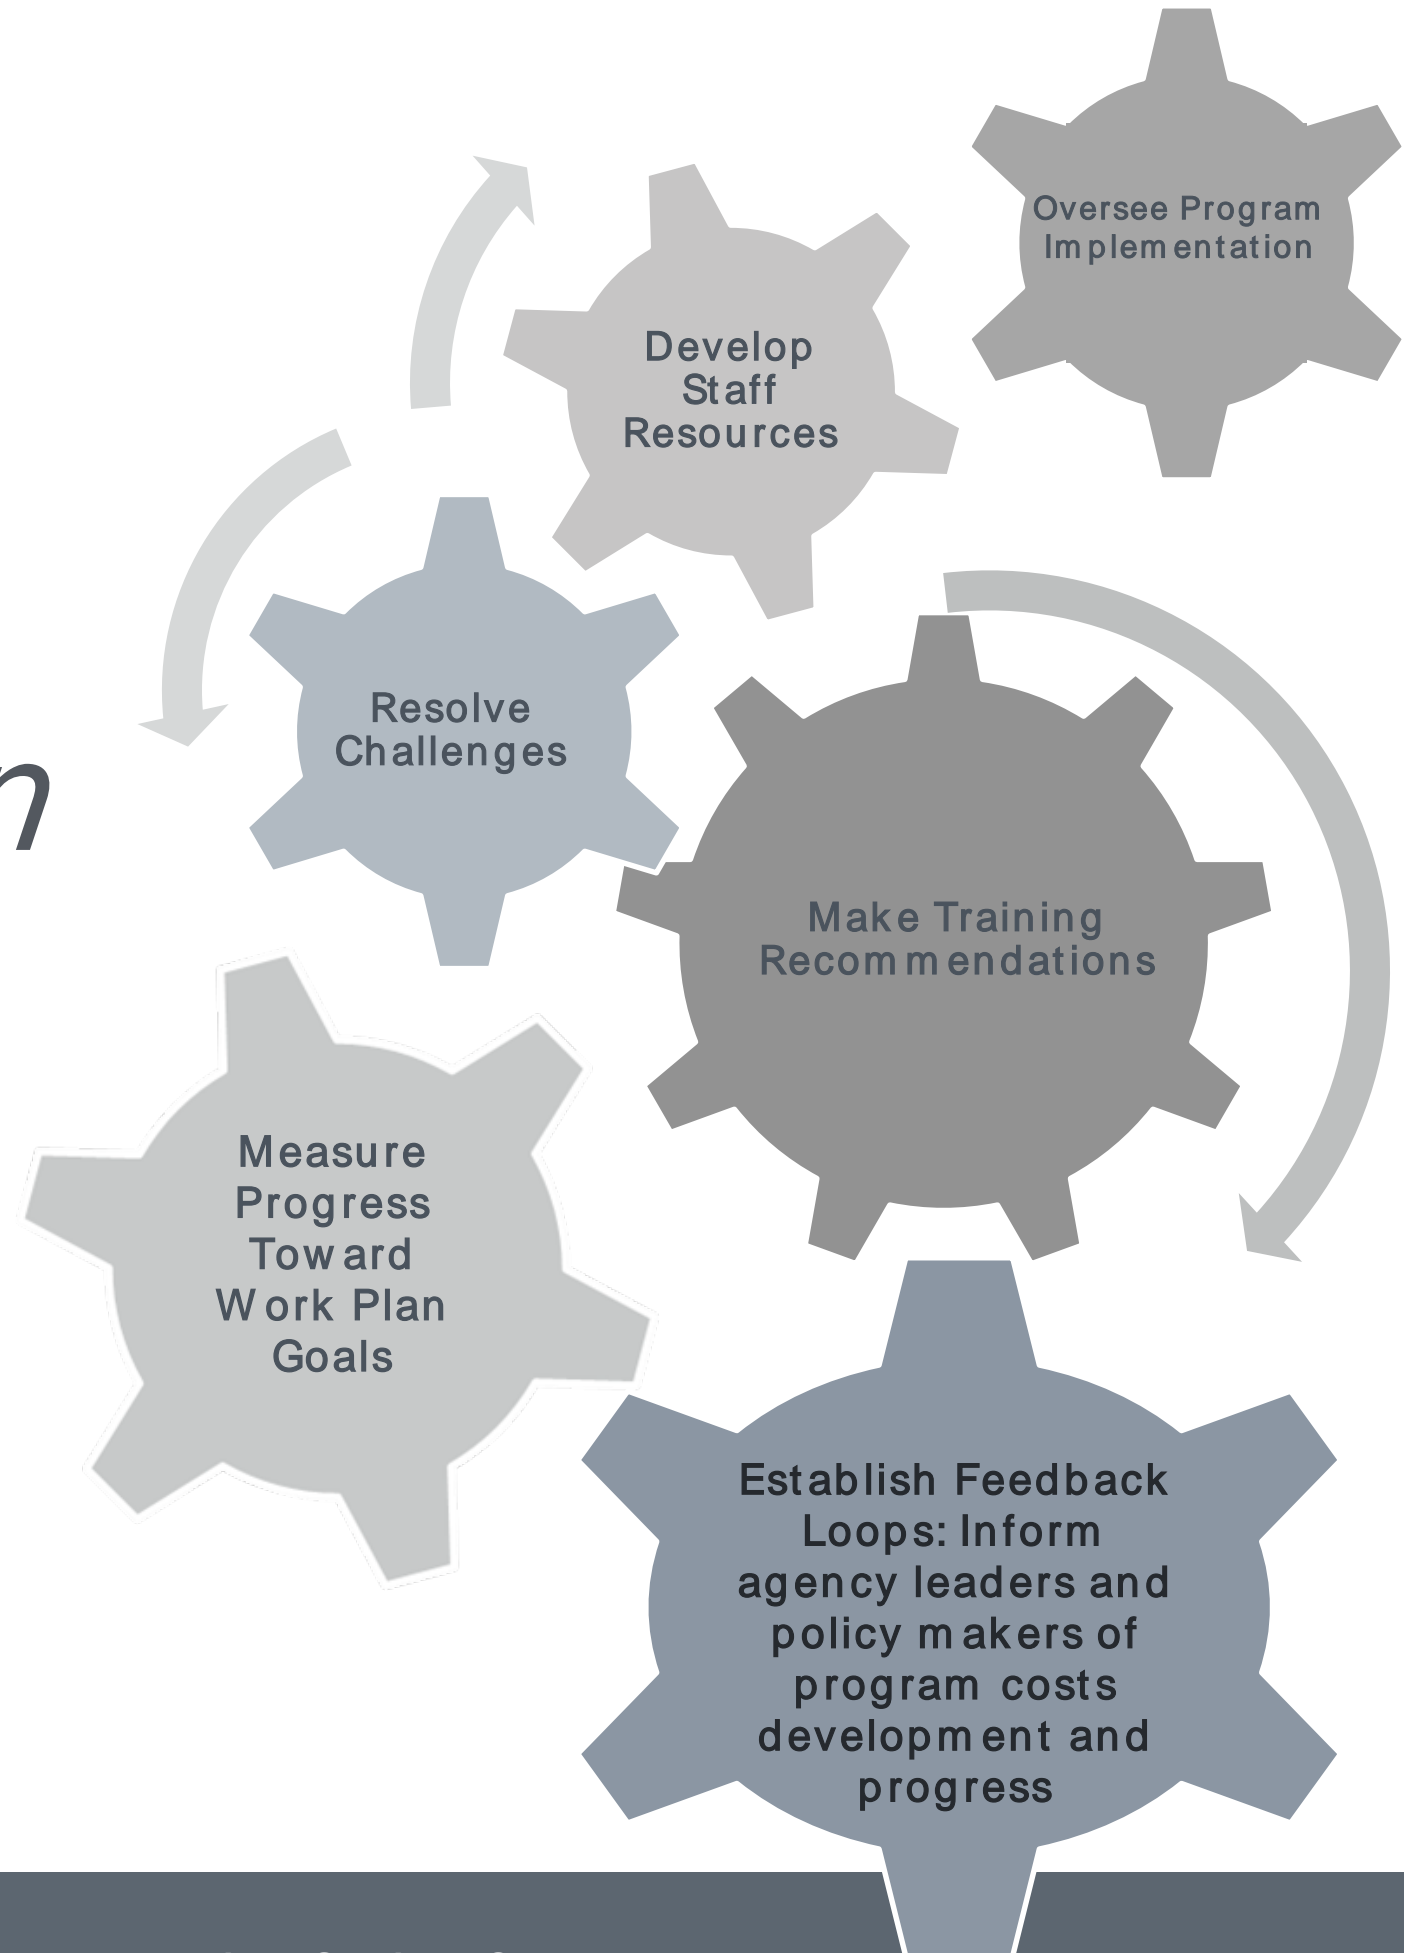 Oversee Program
Implementation
Develop
Staff
Resources
Resolve
Challenges
n
Make Training
Recommendations
Measure
Progress
Toward
Work Plan
Goals
Establish Feedback
Loops: Inform
agency leaders and
policy makers of
program costs
development and
progress